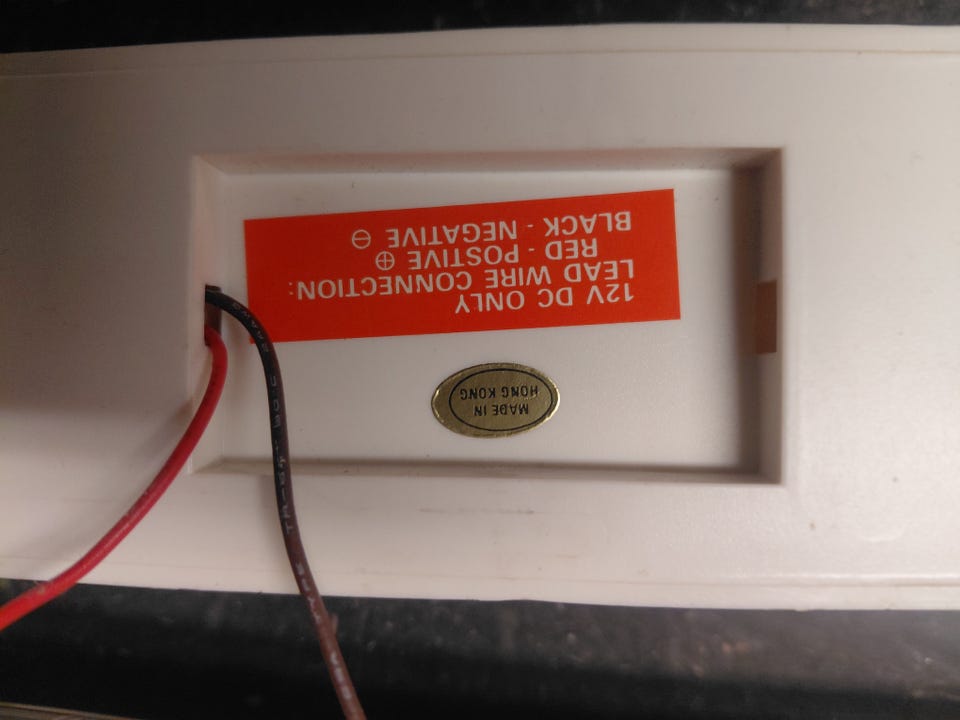 12V DC ONLY
LEAD WIRE CONNECTION:
RED - POSTIVE ⊕
BLACK - NEGATIVE ⊖
MADE IN
HONG KONG